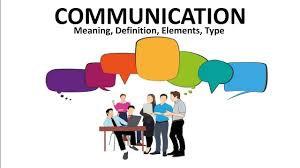 COMMUNICATION
Meaning, Definition, Elements, Type